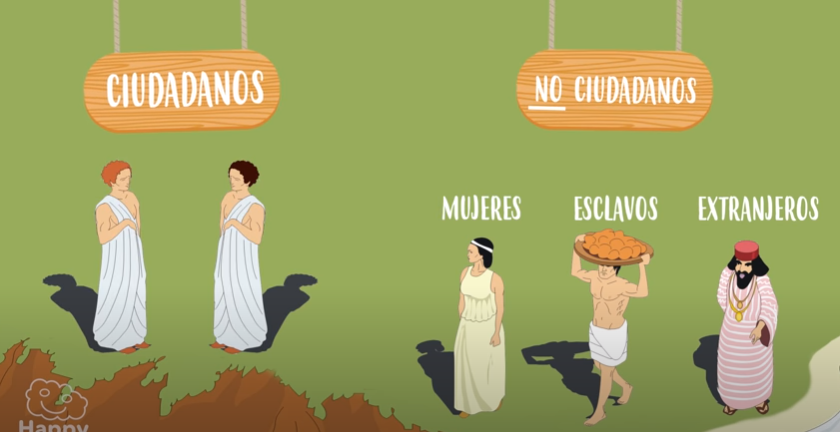 CIUDADANOS
NO CIUDADANOS
MUJERES
ESCLAVOS
EXTRANJEROS
Happy